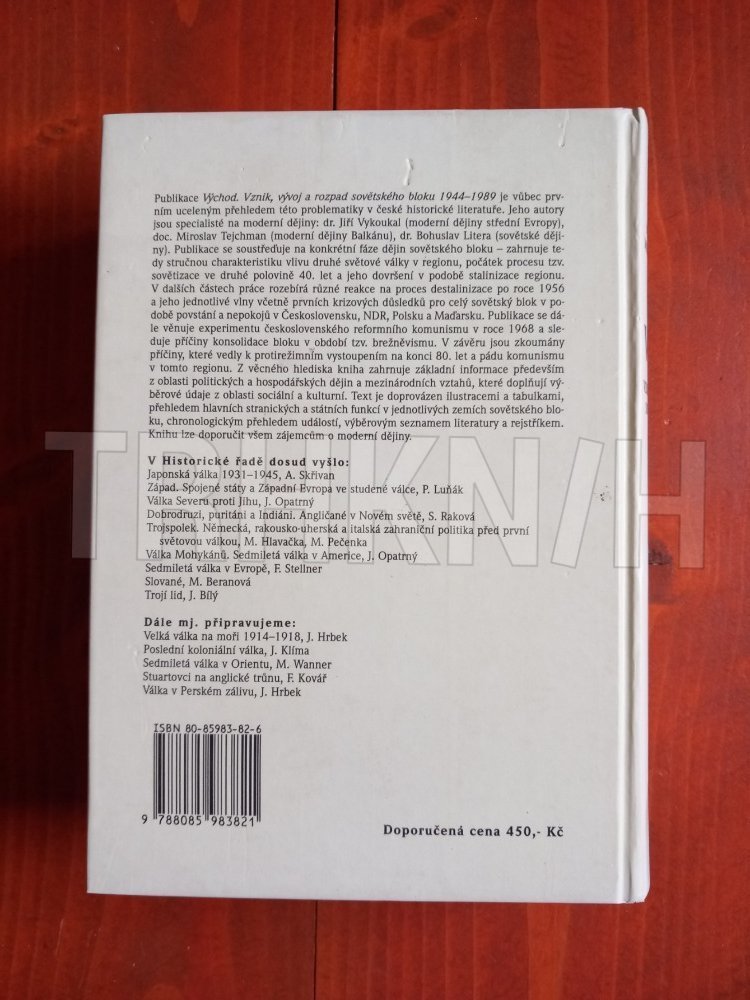 Publikace Východ. Vznik, vývoj a rozpad sovětského bloku 1944–1989 je vůbec prv-
ním uceleným přehledem této problematiky v české historické literatuře. Jeho autory
jsou specialisté na moderní dějiny: dr. Jiří Vykoukal (moderní dějiny střední Evropy),
doc. Miroslav Tejchman (moderní dějiny Balkánu), dr. Bohuslav Litera (sovětské ději-
ny). Publikace se soustřeďuje na konkrétní fáze dějin sovětského bloku – zahrnuje te-
dy stručnou charakteristiku vlivu druhé světové války v regionu, počátek procesu tzv.
sovětizace ve druhé polovině 40. let a jeho dovršení v podobě stalinizace regionu.
V dalších částech práce rozebírá různé reakce na proces destalinizace po roce 1956
a jeho jednotlivé vlny včetně prvních krizových důsledků pro celý sovětský blok v po-
době povstání a nepokojů v Československu, NDR, Polsku a Maďarsku. Publikace se dá-
le věnuje experimentu československého reformního komunismu v roce 1968 a sle-
duje příčiny konsolidace bloku v období tzv. brežněvismu. V závěru jsou zkoumány
příčiny, které vedly k protirežimním vystoupením na konci 80. let a pádu komunismu
v tomto regionu. Z věcného hlediska kniha zahrnuje základní informace především
z oblasti politických a hospodářských dějin a mezinárodních vztahů, které doplňují vý-
běrové údaje z oblasti sociální a kulturní. Text je doprovázen ilustracemi a tabulkami,
přehledem hlavních stranických a státních funkcí v jednotlivých zemích sovětského blo-
ku, chronologickým přehledem událostí, výběrovým seznamem literatury a rejstříkem.
Knihu lze doporučit všem zájemcům o moderní dějiny.
V Historické řadě dosud vyšlo:
Japonská válka 1931–1945, A. Skřivan
Západ. Spojené státy a Západní Evropa ve studené válce, P. Luňák
Válka Severu proti Jihu, J. Opatrný
Dobrodruzi, puritáni a Indiáni. Angličané v Novém světě, S. Raková
Trojspolek. Německá, rakousko-uherská a italská zahraniční politika před první
světovou válkou, M. Hlavačka, M. Pečenka
Válka Mohykánů. Sedmiletá válka v Americe, J. Opatrný
Sedmiletá válka v Evropě, F. Stellner
Slované, M. Beranová
Trojí lid, J. Bílý
Dále mj. připravujeme:
Velká válka na moři 1914–1918, J. Hrbek
Poslední koloniální válka, J. Klíma
Sedmiletá válka v Orientu, M. Wanner
Stuartovci na anglické trůnu, F. Kovář
Válka v Perském zálivu, J. Hrbek
ISBN 80-85983-82-6
9 788085 983821
Doporučená cena 450,- Kč
TREKN/H